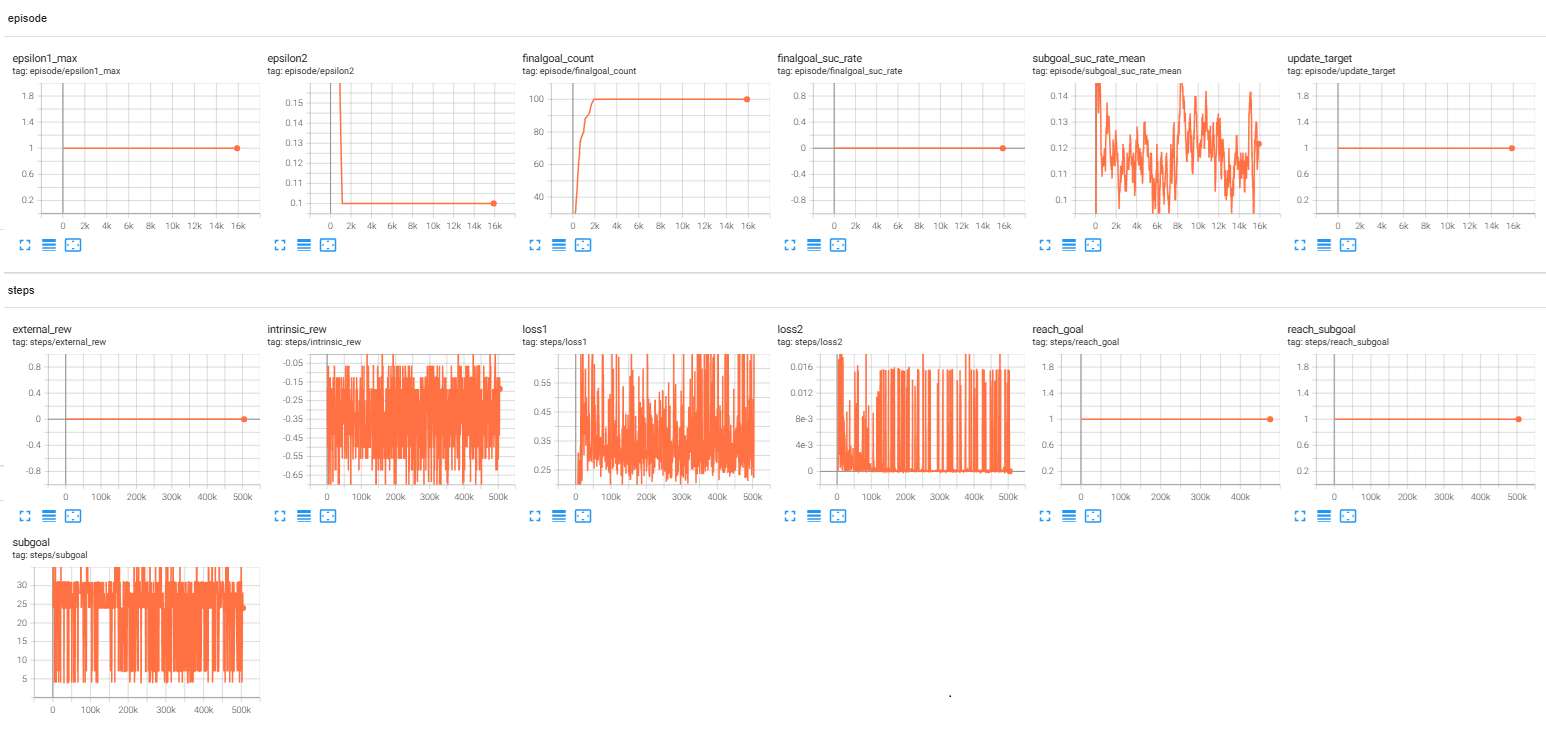 episode
epsilon1_max
tag: episode/epsilon1_max
1.8
1.4
1
0.6
0.2
0 2k 4k 6k 8k 10k 12k 14k 16k
epsilon2
tag: episode/epsilon2
0.15
0.14
0.13
0.12
0.11
0.1
0 2k 4k 6k 8k 10k 12k 14k 16k
finalgoal_count
tag: episode/finalgoal_count
100
80
60
40
0 2k 4k 6k 8k 10k 12k 14k 16k
finalgoal_suc_rate
tag: episode/finalgoal_suc_rate
0.8
0.4
0
-0.4
-0.8
0 2k 4k 6k 8k 10k 12k 14k 16k
subgoal_suc_rate_mean
tag: episode/subgoal_suc_rate_mean
0.14
0.13
0.12
0.11
0.1
0 2k 4k 6k 8k 10k 12k 14k 16k
update_target
tag: episode/update_target
1.8
1.4
1
0.6
0.2
0 2k 4k 6k 8k 10k 12k 14k 16k
steps
external_rew
tag: steps/external_rew
0.8
0.4
0
-0.4
-0.8
0 100k 200k 300k 400k 500k
intrinsic_rew
tag: steps/intrinsic_rew
-0.05
-0.15
-0.25
-0.35
-0.45
-0.55
-0.65
0 100k 200k 300k 400k 500k
loss1
tag: steps/loss1
0.55
0.45
0.35
0.25
0 100k 200k 300k 400k 500k
loss2
tag: steps/loss2
0.016
0.012
8e-3
4e-3
0
0 100k 200k 300k 400k 500k
reach_goal
tag: steps/reach_goal
1.8
1.4
1
0.6
0.2
0 100k 200k 300k 400k
reach_subgoal
tag: steps/reach_subgoal
1.8
1.4
1
0.6
0.2
0 100k 200k 300k 400k 500k
subgoal
tag: steps/subgoal
30
25
20
15
10
5
0 100k 200k 300k 400k 500k